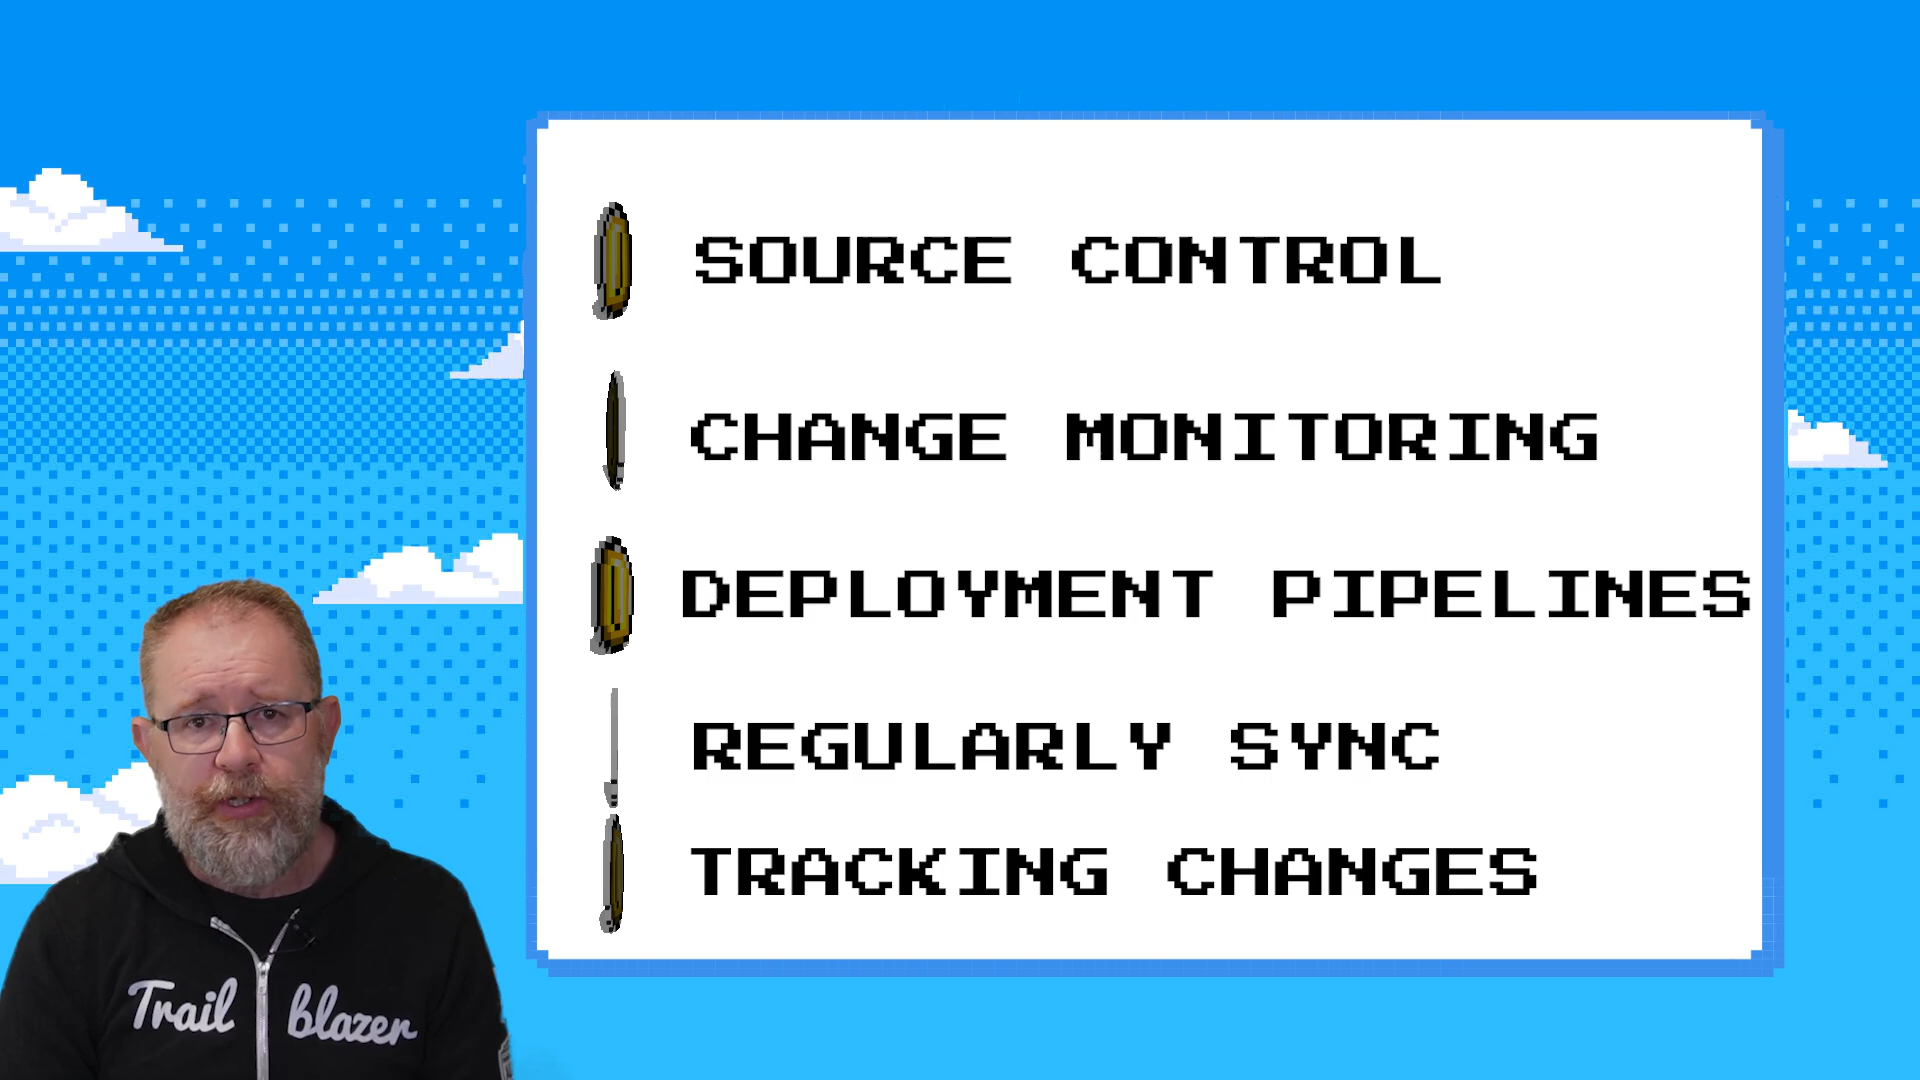 SOURCE CONTROL
CHANGE MONITORING
DEPLOYMENT PIPELINES
REGULARLY SYNC
TRACKING CHANGES
Trail blazer